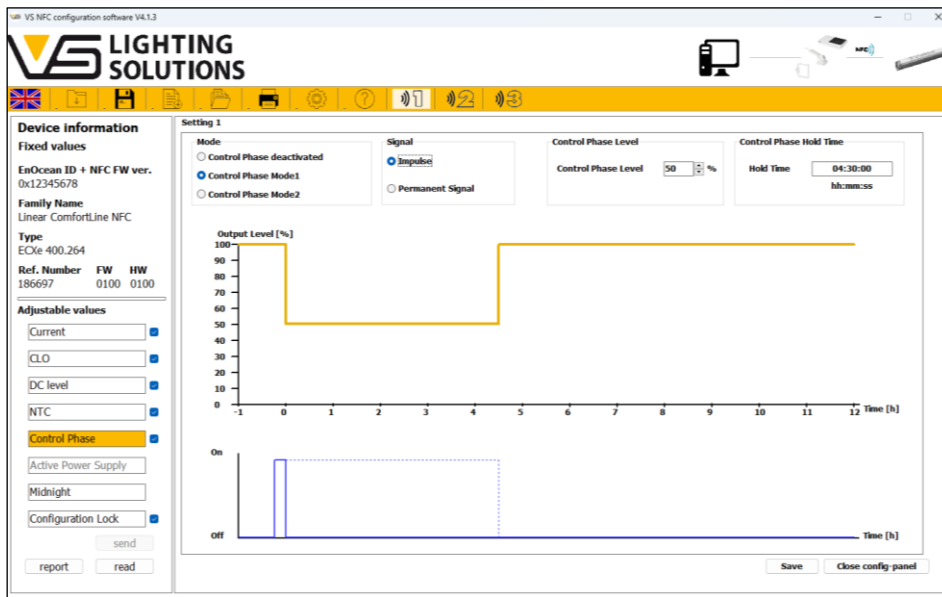 VS NFC configuration software V4.1.3
VS LIGHTING
SOLUTIONS
NFC
1 2 3
Device information
Fixed values
EnOcean ID + NFC FW ver.
0x12345678
Family Name
Linear ComfortLine NFC
Type
ECXe 400.264
Ref. Number FW HW
186697 0100 0100
Adjustable values
Current
CLO
DC level
NTC
Control Phase
Active Power Supply
Midnight
Configuration Lock
send
report read
Setting 1
Mode
Control Phase deactivated
Control Phase Mode1
Control Phase Mode2
Signal
Impulse
Permanent Signal
Control Phase Level
Control Phase Level 50 %
Control Phase Hold Time
Hold Time 04:30:00
hh:mm:ss
Output Level [%]
100
90
80
70
60
50
40
30
20
10
0
-1 0 1 2 3 4 5 6 7 8 9 10 11 12 Time [h]
On
Off Time [h]
Save Close config-panel